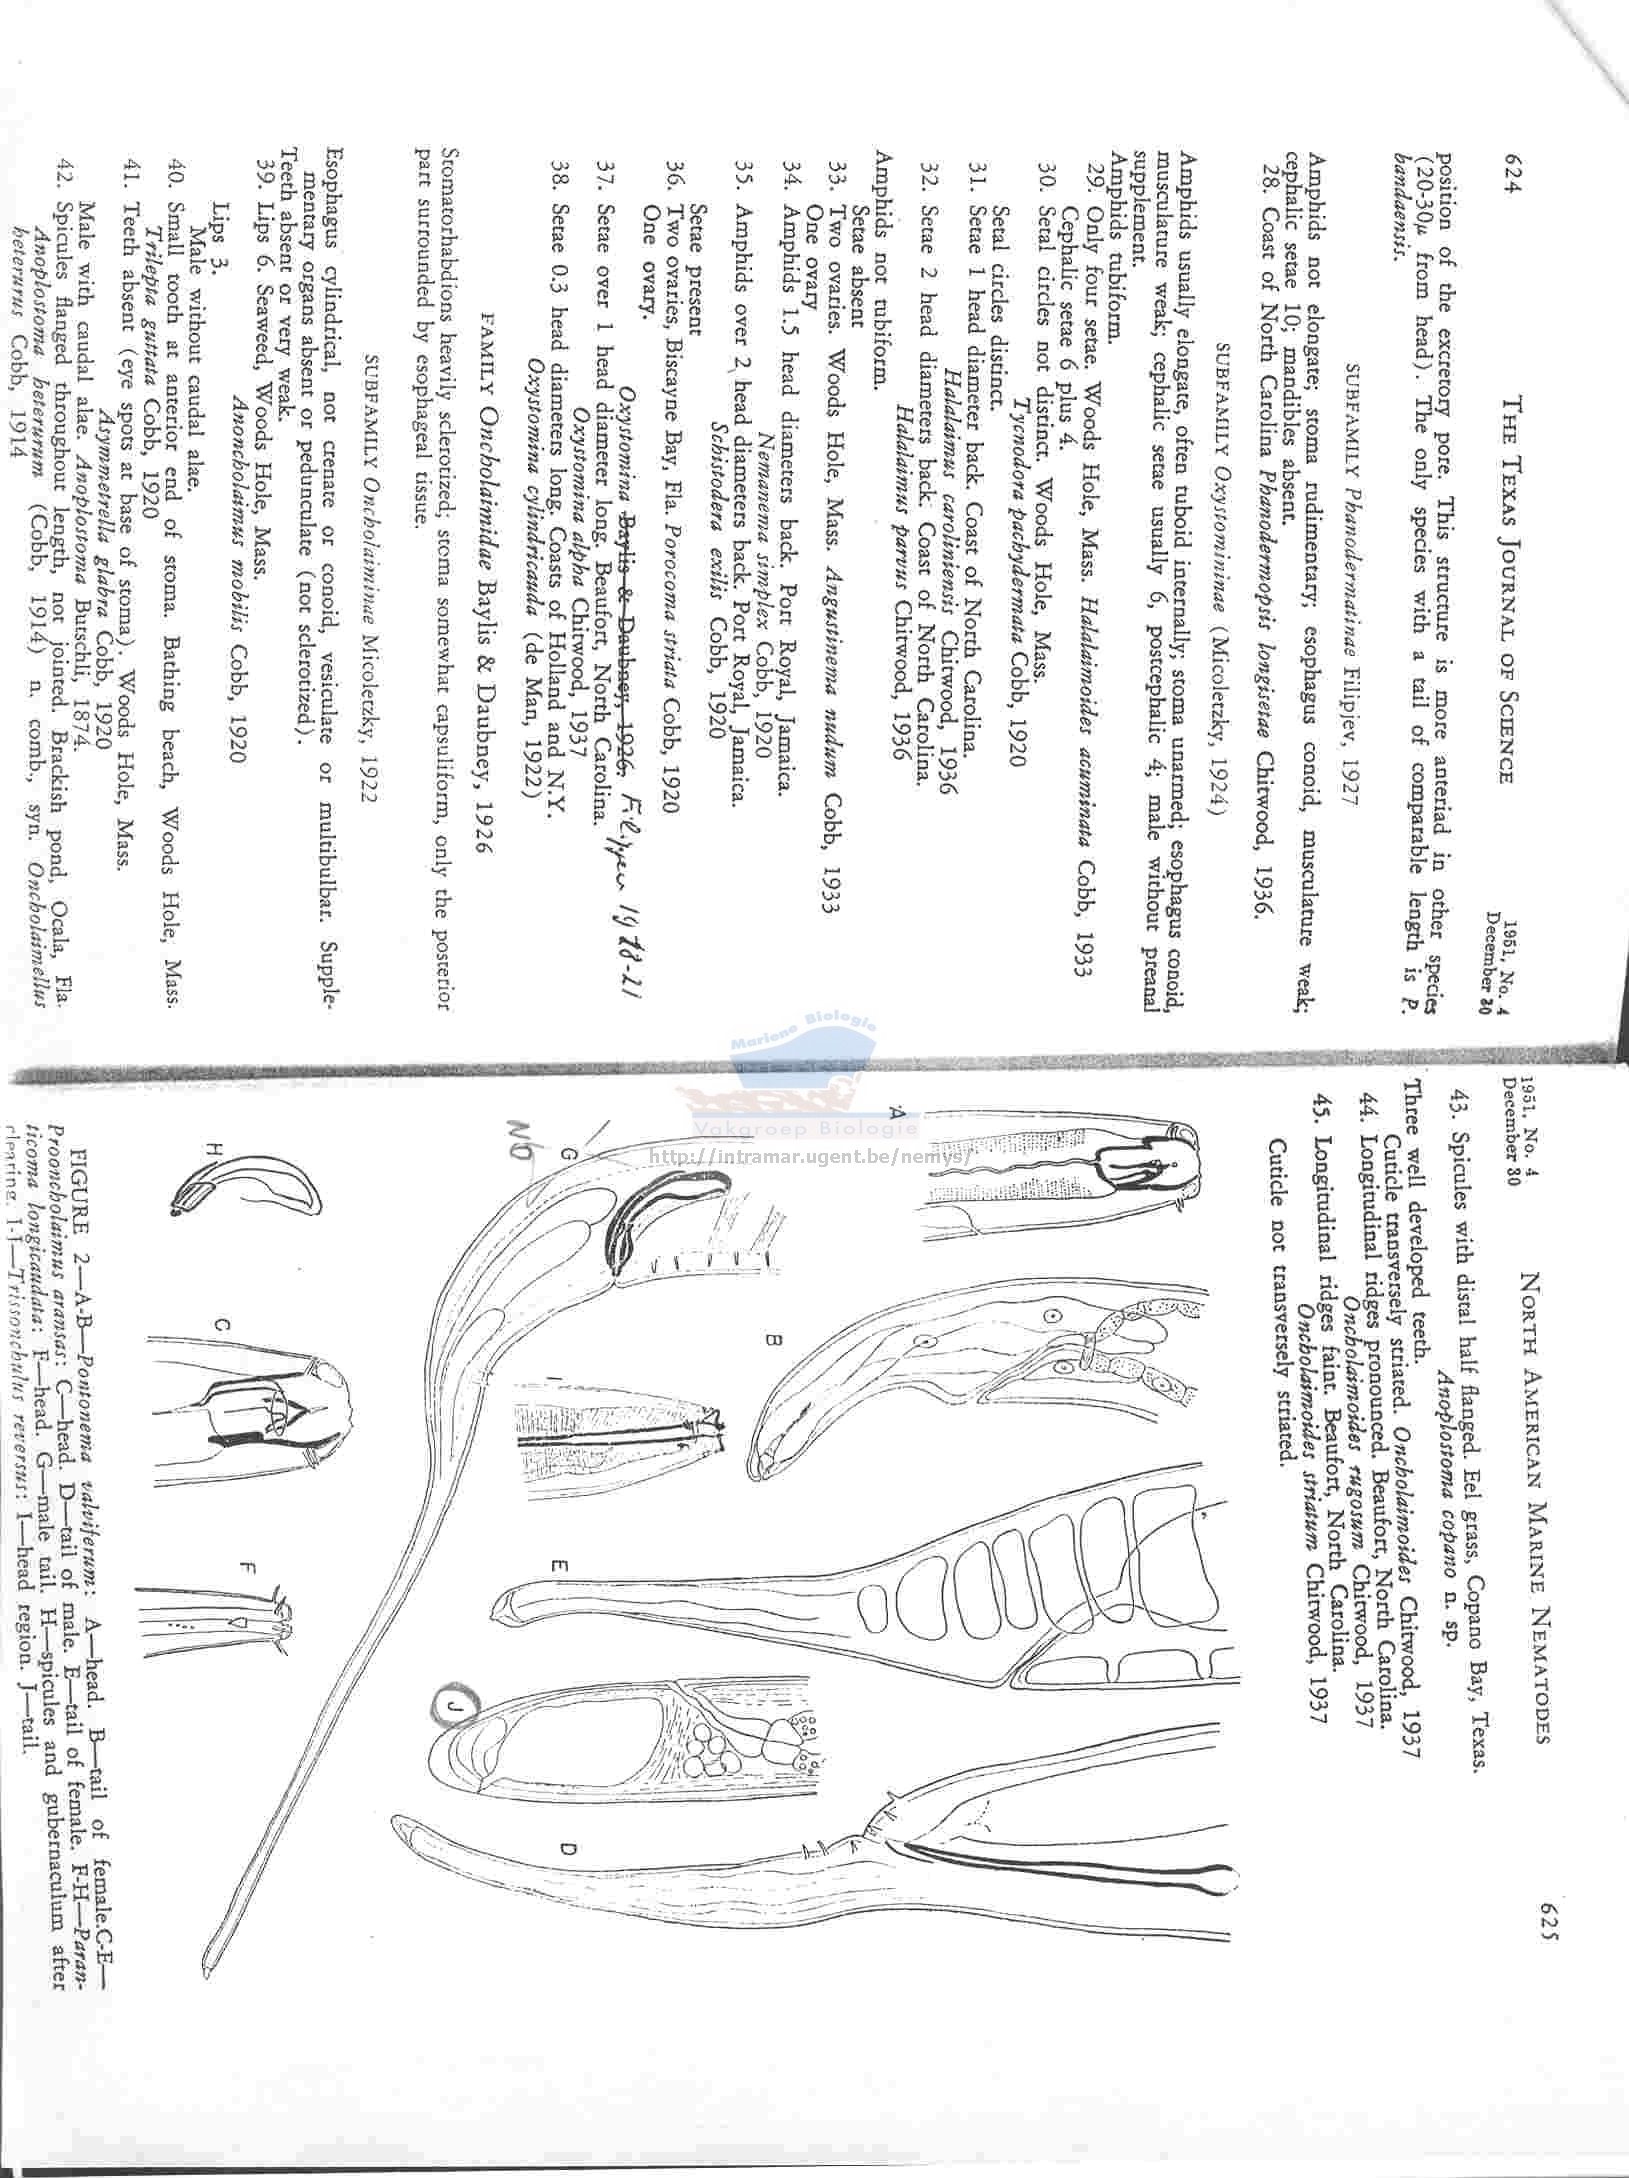 624 THE TEXAS JOURNAL OF SCIENCE 1951, No. 4
December 30
position of the excretory pore. This structure is more anteriad in other species
(20-30μ from head). The only species with a tail of comparable length is P.
bandaensis.
SUBFAMILY Phanodermatinae Filipjev, 1927
Amphids not elongate; stoma rudimentary; esophagus conoid, musculature weak;
cephalic setae 10; mandibles absent.
28. Coast of North Carolina Phanodermopsis longisetae Chitwood, 1936.
SUBFAMILY Oxystomininae (Micoletzky, 1924)
Amphids usually elongate, often tuboid internally; stoma unarmed; esophagus conoid,
musculature weak; cephalic setae usually 6, postcephalic 4; male without preanal
supplement.
Amphids tubiform.
29. Only four setae. Woods Hole, Mass. Halalaimoides acuminata Cobb, 1933
Cephalic setae 6 plus 4.
30. Setal circles not distinct. Woods Hole, Mass.
Tycnodora pachydermata Cobb, 1920
Setal circles distinct.
31. Setae 1 head diameter back. Coast of North Carolina.
Halalaimus caroliniensis Chitwood, 1936
32. Setae 2 head diameters back. Coast of North Carolina.
Halalaimus parvus Chitwood, 1936
Amphids not tubiform.
Setae absent
33. Two ovaries. Woods Hole, Mass. Angustinema nudum Cobb, 1933
One ovary
34. Amphids 1.5 head diameters back. Port Royal, Jamaica.
Nemanema simplex Cobb, 1920
35. Amphids over 2 head diameters back. Port Royal, Jamaica.
Schistodera exilis Cobb, 1920
Setae present
36. Two ovaries, Biscayne Bay, Fla. Porocoma striata Cobb, 1920
One ovary.
Oxystomina Baylis & Daubney, 1926. Filipjev 1918-21
37. Setae over 1 head diameter long. Beaufort, North Carolina.
Oxystomina alpha Chitwood, 1937
38. Setae 0.3 head diameters long. Coasts of Holland and N.Y.
Oxystomina cylindricauda (de Man, 1922)
FAMILY Oncholaimidae Baylis & Daubney, 1926
Stomatorhabdions heavily sclerotized; stoma somewhat capsuliform, only the posterior
part surrounded by esophageal tissue.
SUBFAMILY Oncholaiminae Micoletzky, 1922
Esophagus cylindrical, not crenate or conoid, vesiculate or multibulbar. Supple-
mentary organs absent or pedunculate (not sclerotized).
Teeth absent or very weak.
39. Lips 6. Seaweed, Woods Hole, Mass.
Anoncholaimus mobilis Cobb, 1920
Lips 3.
Male without caudal alae.
40. Small tooth at anterior end of stoma. Bathing beach, Woods Hole, Mass.
Trilepta guttata Cobb, 1920
41. Teeth absent (eye spots at base of stoma). Woods Hole, Mass.
Asymmetrella glabra Cobb, 1920
Male with caudal alae. Anoplostoma Butschli, 1874.
42. Spicules flanged throughout length, not jointed. Brackish pond, Ocala, Fla.
Anoplostoma heterurum (Cobb, 1914) n. comb., syn. Oncholaimellus
heterurus Cobb, 1914
1951, No. 4
December 30 NORTH AMERICAN MARINE NEMATODES 625
43. Spicules with distal half flanged. Eel grass, Copano Bay, Texas.
Anoplostoma copano n. sp.
Three well developed teeth.
Cuticle transversely striated. Oncholaimoides Chitwood, 1937
44. Longitudinal ridges pronounced. Beaufort, North Carolina.
Oncholaimoides rugosum Chitwood, 1937
45. Longitudinal ridges faint. Beaufort, North Carolina.
Oncholaimoides striatum Chitwood, 1937
Cuticle not transversely striated.
A
B
E
D
G
I
J
N6
H
C
F
FIGURE 2—A-B—Pontonema valviferum: A—head. B—tail of female.C-E—
Prooncholaimus aransas: C—head. D—tail of male. E—tail of female. F-H—Paran-
ticoma longicaudata: F—head. G—male tail. H—spicules and gubernaculum after
clearing. I-J—Trissonchulus reversus: I—head region. J—tail.
Mariene Biologie
Vakgroep Biologie
http://intramar.ugent.be/nemys/